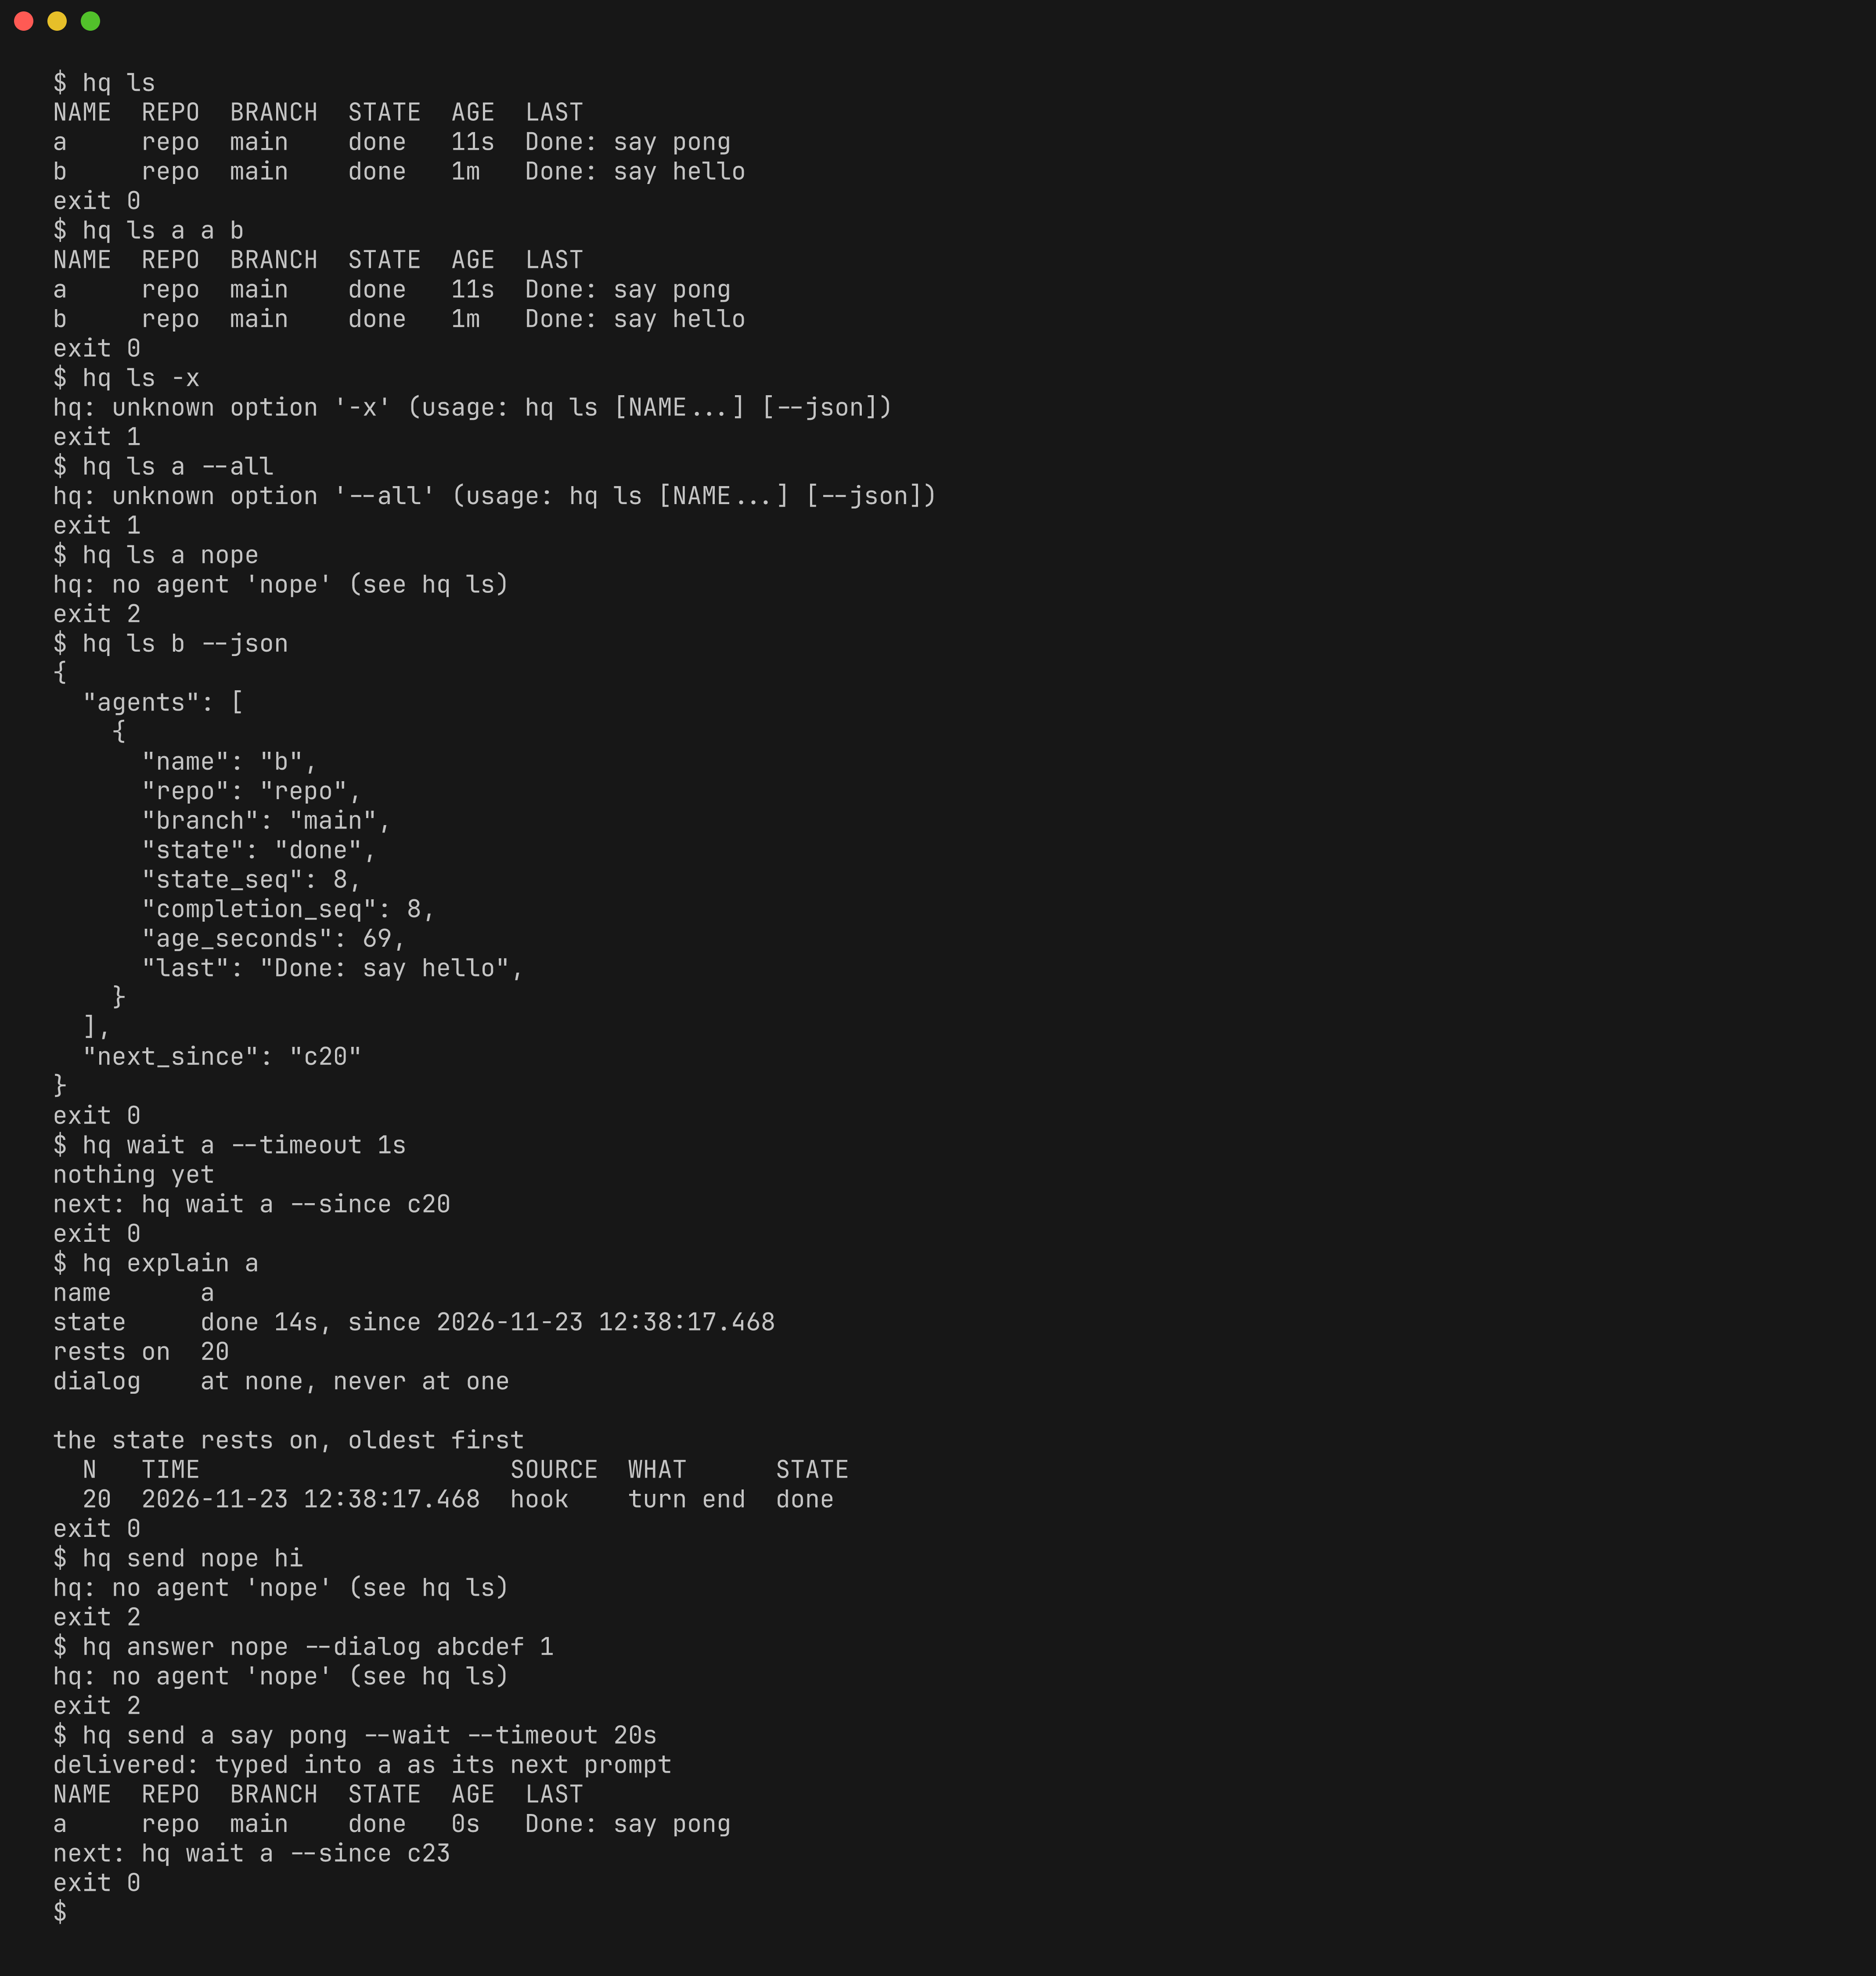 $ hq ls
NAME  REPO  BRANCH  STATE  AGE  LAST
a     repo  main    done   11s  Done: say pong
b     repo  main    done   1m   Done: say hello
exit 0
$ hq ls a a b
NAME  REPO  BRANCH  STATE  AGE  LAST
a     repo  main    done   11s  Done: say pong
b     repo  main    done   1m   Done: say hello
exit 0
$ hq ls -x
hq: unknown option '-x' (usage: hq ls [NAME...] [--json])
exit 1
$ hq ls a --all
hq: unknown option '--all' (usage: hq ls [NAME...] [--json])
exit 1
$ hq ls a nope
hq: no agent 'nope' (see hq ls)
exit 2
$ hq ls b --json
{
  "agents": [
    {
      "name": "b",
      "repo": "repo",
      "branch": "main",
      "state": "done",
      "state_seq": 8,
      "completion_seq": 8,
      "age_seconds": 69,
      "last": "Done: say hello",
    }
  ],
  "next_since": "c20"
}
exit 0
$ hq wait a --timeout 1s
nothing yet
next: hq wait a --since c20
exit 0
$ hq explain a
name      a
state     done 14s, since 2026-11-23 12:38:17.468
rests on  20
dialog    at none, never at one

the state rests on, oldest first
  N   TIME                     SOURCE  WHAT      STATE
  20  2026-11-23 12:38:17.468  hook    turn end  done
exit 0
$ hq send nope hi
hq: no agent 'nope' (see hq ls)
exit 2
$ hq answer nope --dialog abcdef 1
hq: no agent 'nope' (see hq ls)
exit 2
$ hq send a say pong --wait --timeout 20s
delivered: typed into a as its next prompt
NAME  REPO  BRANCH  STATE  AGE  LAST
a     repo  main    done   0s   Done: say pong
next: hq wait a --since c23
exit 0
$